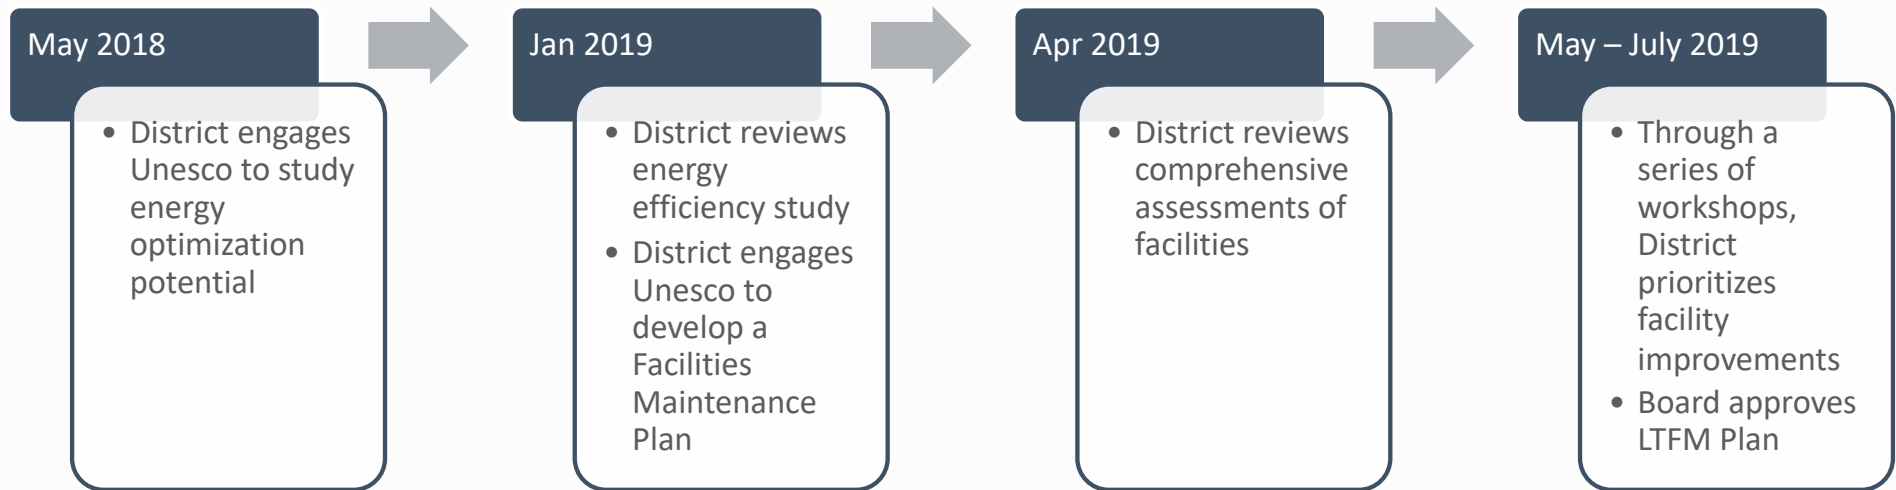 May 2018
• District engages
Unesco to study
energy
optimization
potential
Jan 2019
• District reviews
energy
efficiency study
• District engages
Unesco to
develop a
Facilities
Maintenance
Plan
Apr 2019
• District reviews
comprehensive
assessments of
facilities
May – July 2019
• Through a
series of
workshops,
District
prioritizes
facility
improvements
• Board approves
LTFM Plan